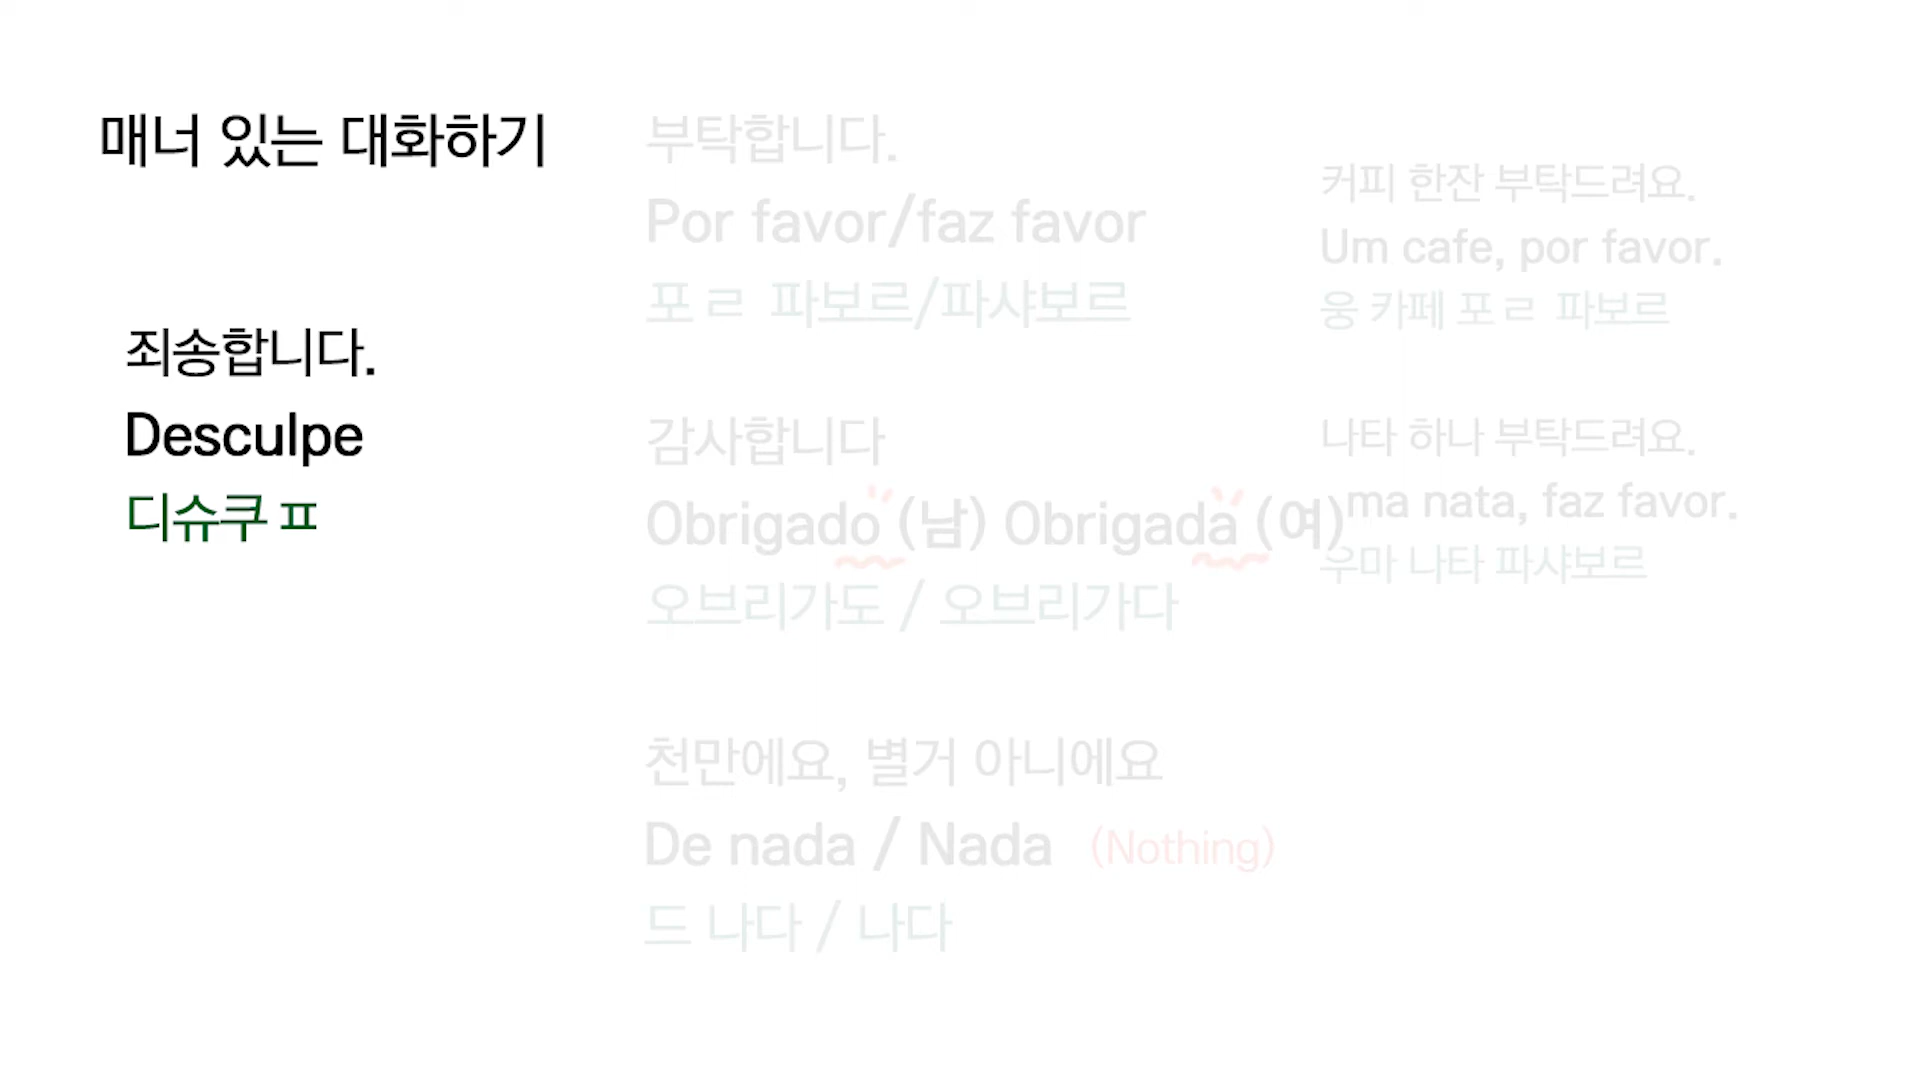 매너 있는 대화하기
죄송합니다.
Desculpe
디슈쿠ㅍ
부탁합니다.
Por favor/faz favor
포ㄹ 파보르/파샤보르
감사합니다
Obrigado (남) Obrigada (여)
오브리가도 / 오브리가다
천만에요, 별거 아니에요
De nada / Nada (Nothing)
드 나다 / 나다
커피 한잔 부탁드려요.
Um cafe, por favor.
웅 카페 포ㄹ 파보르
나타 하나 부탁드려요.
ma nata, faz favor.
우마 나타 파샤보르